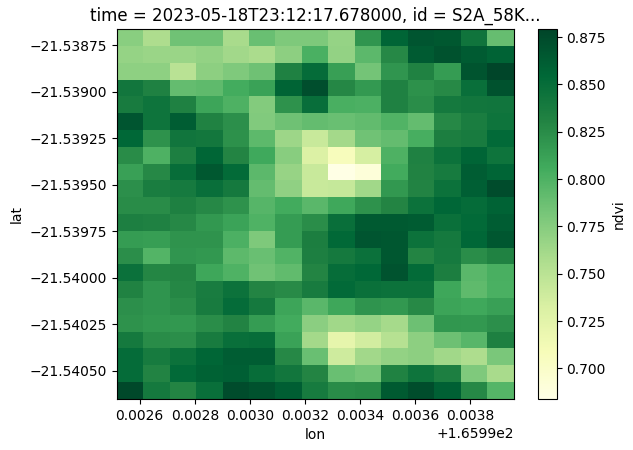 time = 2023-05-18T23:12:17.678000, id = S2A_58K...
−21.53875
−21.53900
−21.53925
−21.53950
−21.53975
−21.54000
−21.54025
−21.54050
lat
0.0026 0.0028 0.0030 0.0032 0.0034 0.0036 0.0038
lon
+1.6599e2
0.875
0.850
0.825
0.800
0.775
0.750
0.725
0.700
ndvi